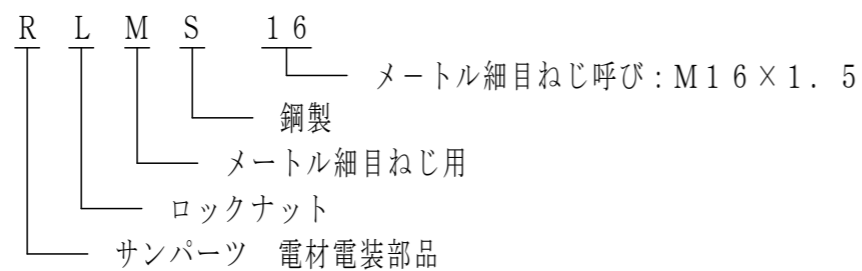 ＲＬＭＳ　１６
メートル細目ねじ呼び：Ｍ１６×１．５
鋼製
メートル細目ねじ用
ロックナット
サンパーツ　電材電装部品